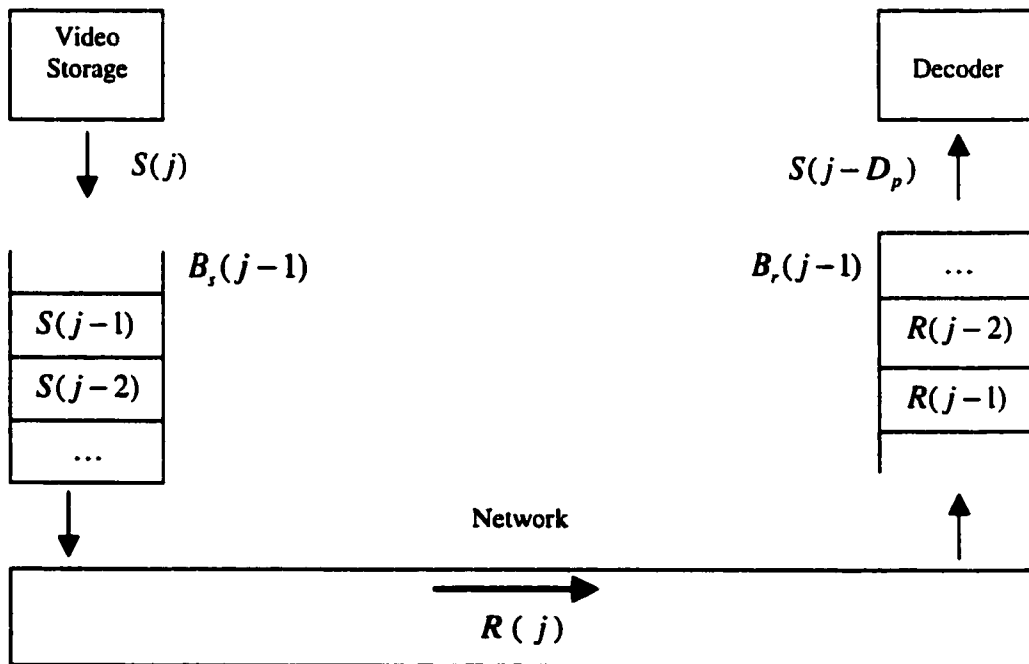 Video
Storage
Decoder
S(j)
S(j-D_p)
B_s(j-1)
B_r(j-1)
...
S(j-1)
R(j-2)
S(j-2)
R(j-1)
...
Network
R(j)